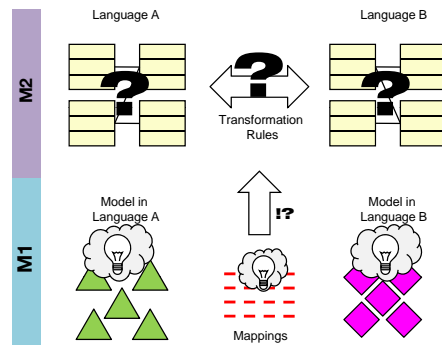 Language A
Language B
M2
?
?
?
Transformation
Rules
!?
M1
Model in
Language A
Model in
Language B
Mappings